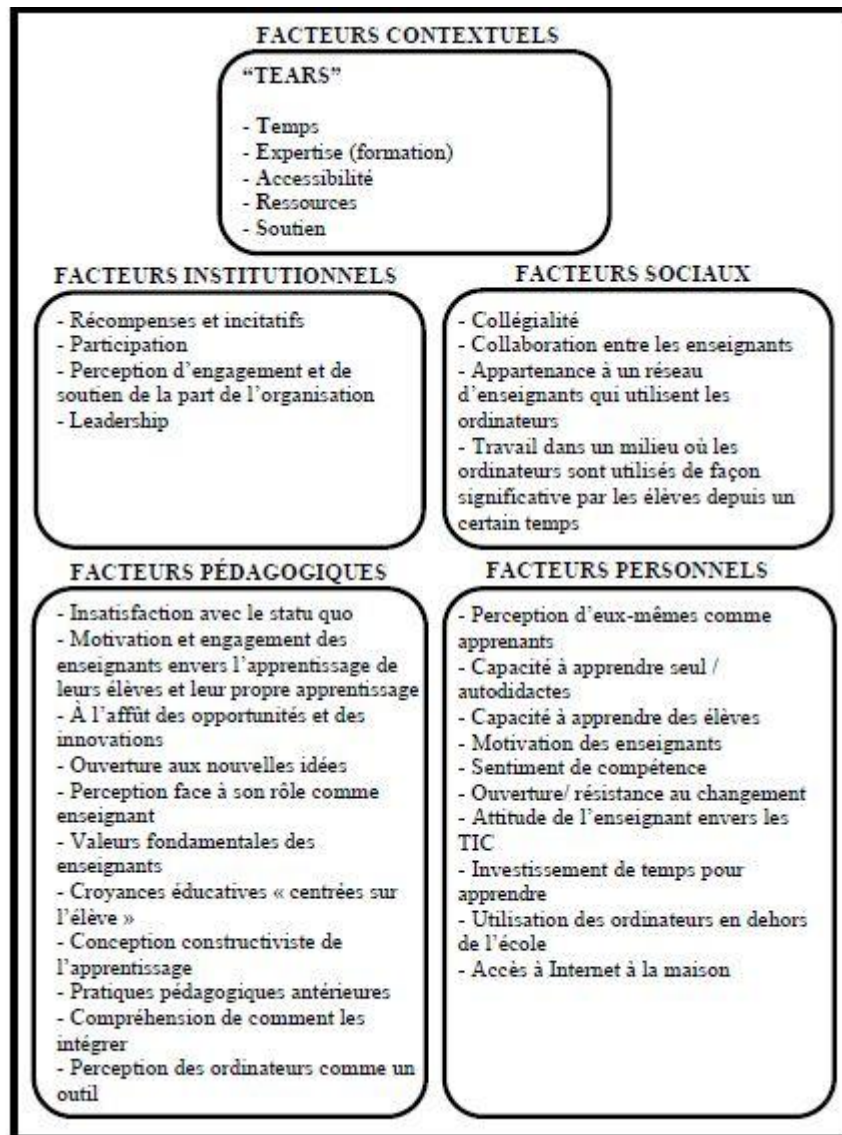 FACTEURS CONTEXTUELS
“TEARS”
- Temps
- Expertise (formation)
- Accessibilité
- Ressources
- Soutien
FACTEURS INSTITUTIONNELS
- Récompenses et incitatifs
- Participation
- Perception d’engagement et de
soutien de la part de l’organisation
- Leadership
FACTEURS SOCIAUX
- Collégialité
- Collaboration entre les enseignants
- Appartenance à un réseau
d’enseignants qui utilisent les
ordinateurs
- Travail dans un milieu où les
ordinateurs sont utilisés de façon
significative par les élèves depuis un
certain temps
FACTEURS PÉDAGOGIQUES
- Insatisfaction avec le statu quo
- Motivation et engagement des
enseignants envers l’apprentissage de
leurs élèves et leur propre apprentissage
- À l’affût des opportunités et des
innovations
- Ouverture aux nouvelles idées
- Perception face à son rôle comme
enseignant
- Valeurs fondamentales des
enseignants
- Croyances éducatives « centrées sur
l’élève »
- Conception constructiviste de
l’apprentissage
- Pratiques pédagogiques antérieures
- Compréhension de comment les
intégrer
- Perception des ordinateurs comme un
outil
FACTEURS PERSONNELS
- Perception d’eux-mêmes comme
apprenants
- Capacité à apprendre seul /
autodidactes
- Capacité à apprendre des élèves
- Motivation des enseignants
- Sentiment de compétence
- Ouverture/ résistance au changement
- Attitude de l’enseignant envers les
TIC
- Investissement de temps pour
apprendre
- Utilisation des ordinateurs en dehors
de l’école
- Accès à Internet à la maison